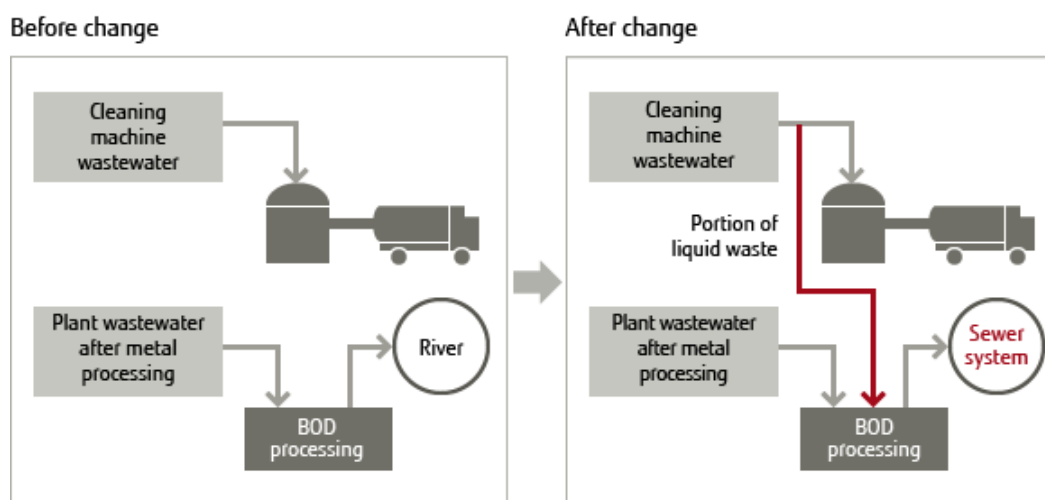 Before change
Cleaning
machine
wastewater
Plant wastewater
after metal
processing
River
BOD
processing
After change
Cleaning
machine
wastewater
Portion of
liquid waste
Plant wastewater
after metal
processing
Sewer
system
BOD
processing